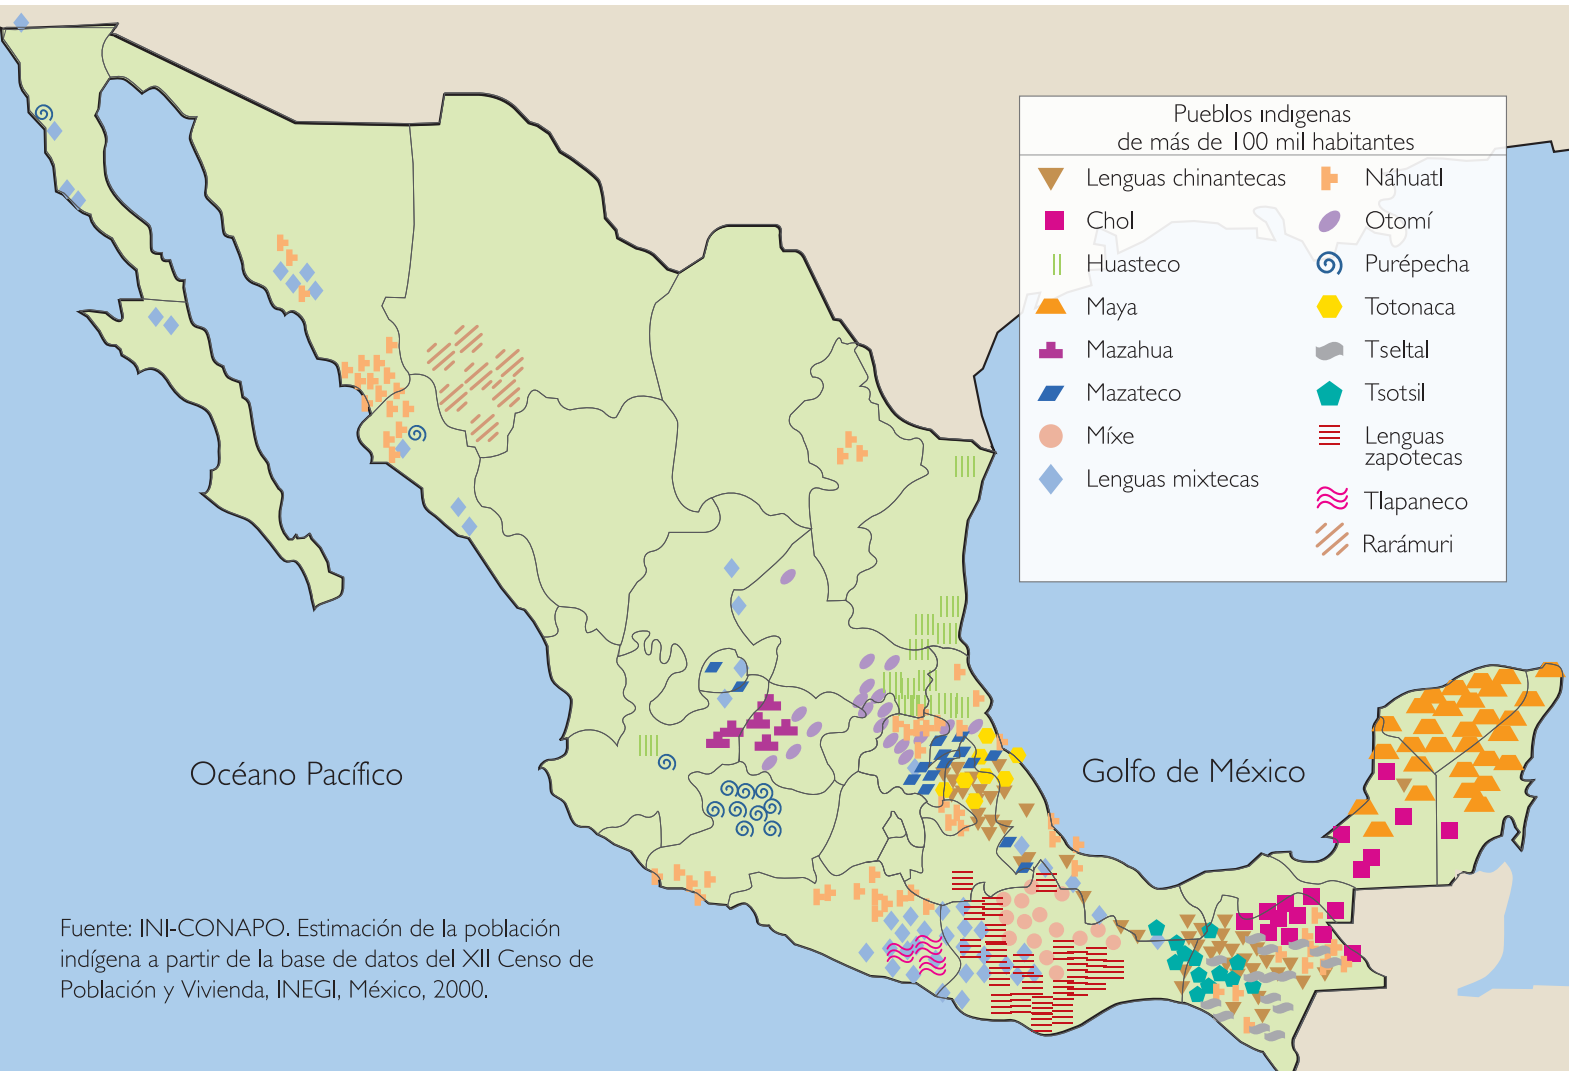 Pueblos ındıgenas
de más de 100 mil habitantes
Lenguas chinantecas
Chol
Huasteco
Maya
Mazahua
Mazateco
Míxe
Lenguas mixtecas
Náhuatl
Otomí
Purépecha
Totonaca
Tseltal
Tsotsil
Lenguas
zapotecas
Tlapaneco
Rarámuri
Océano Pacífico
Golfo de México
Fuente: INI-CONAPO. Estimación de la población
indígena a partir de la base de datos del XII Censo de
Población y Vivienda, INEGI, México, 2000.